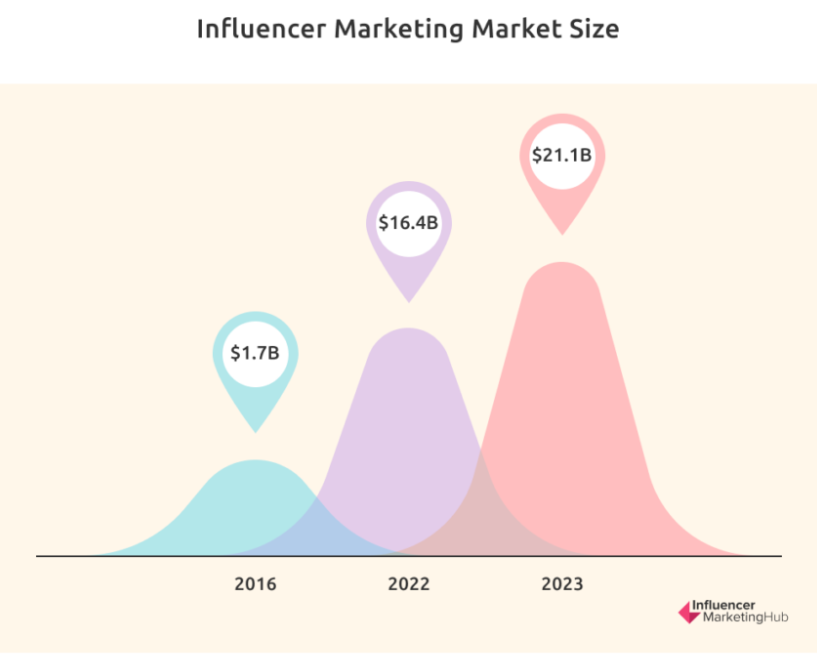 Influencer Marketing Market Size
$21.1B
$16.4B
$1.7B
2016 2022 2023
Influencer
MarketingHub